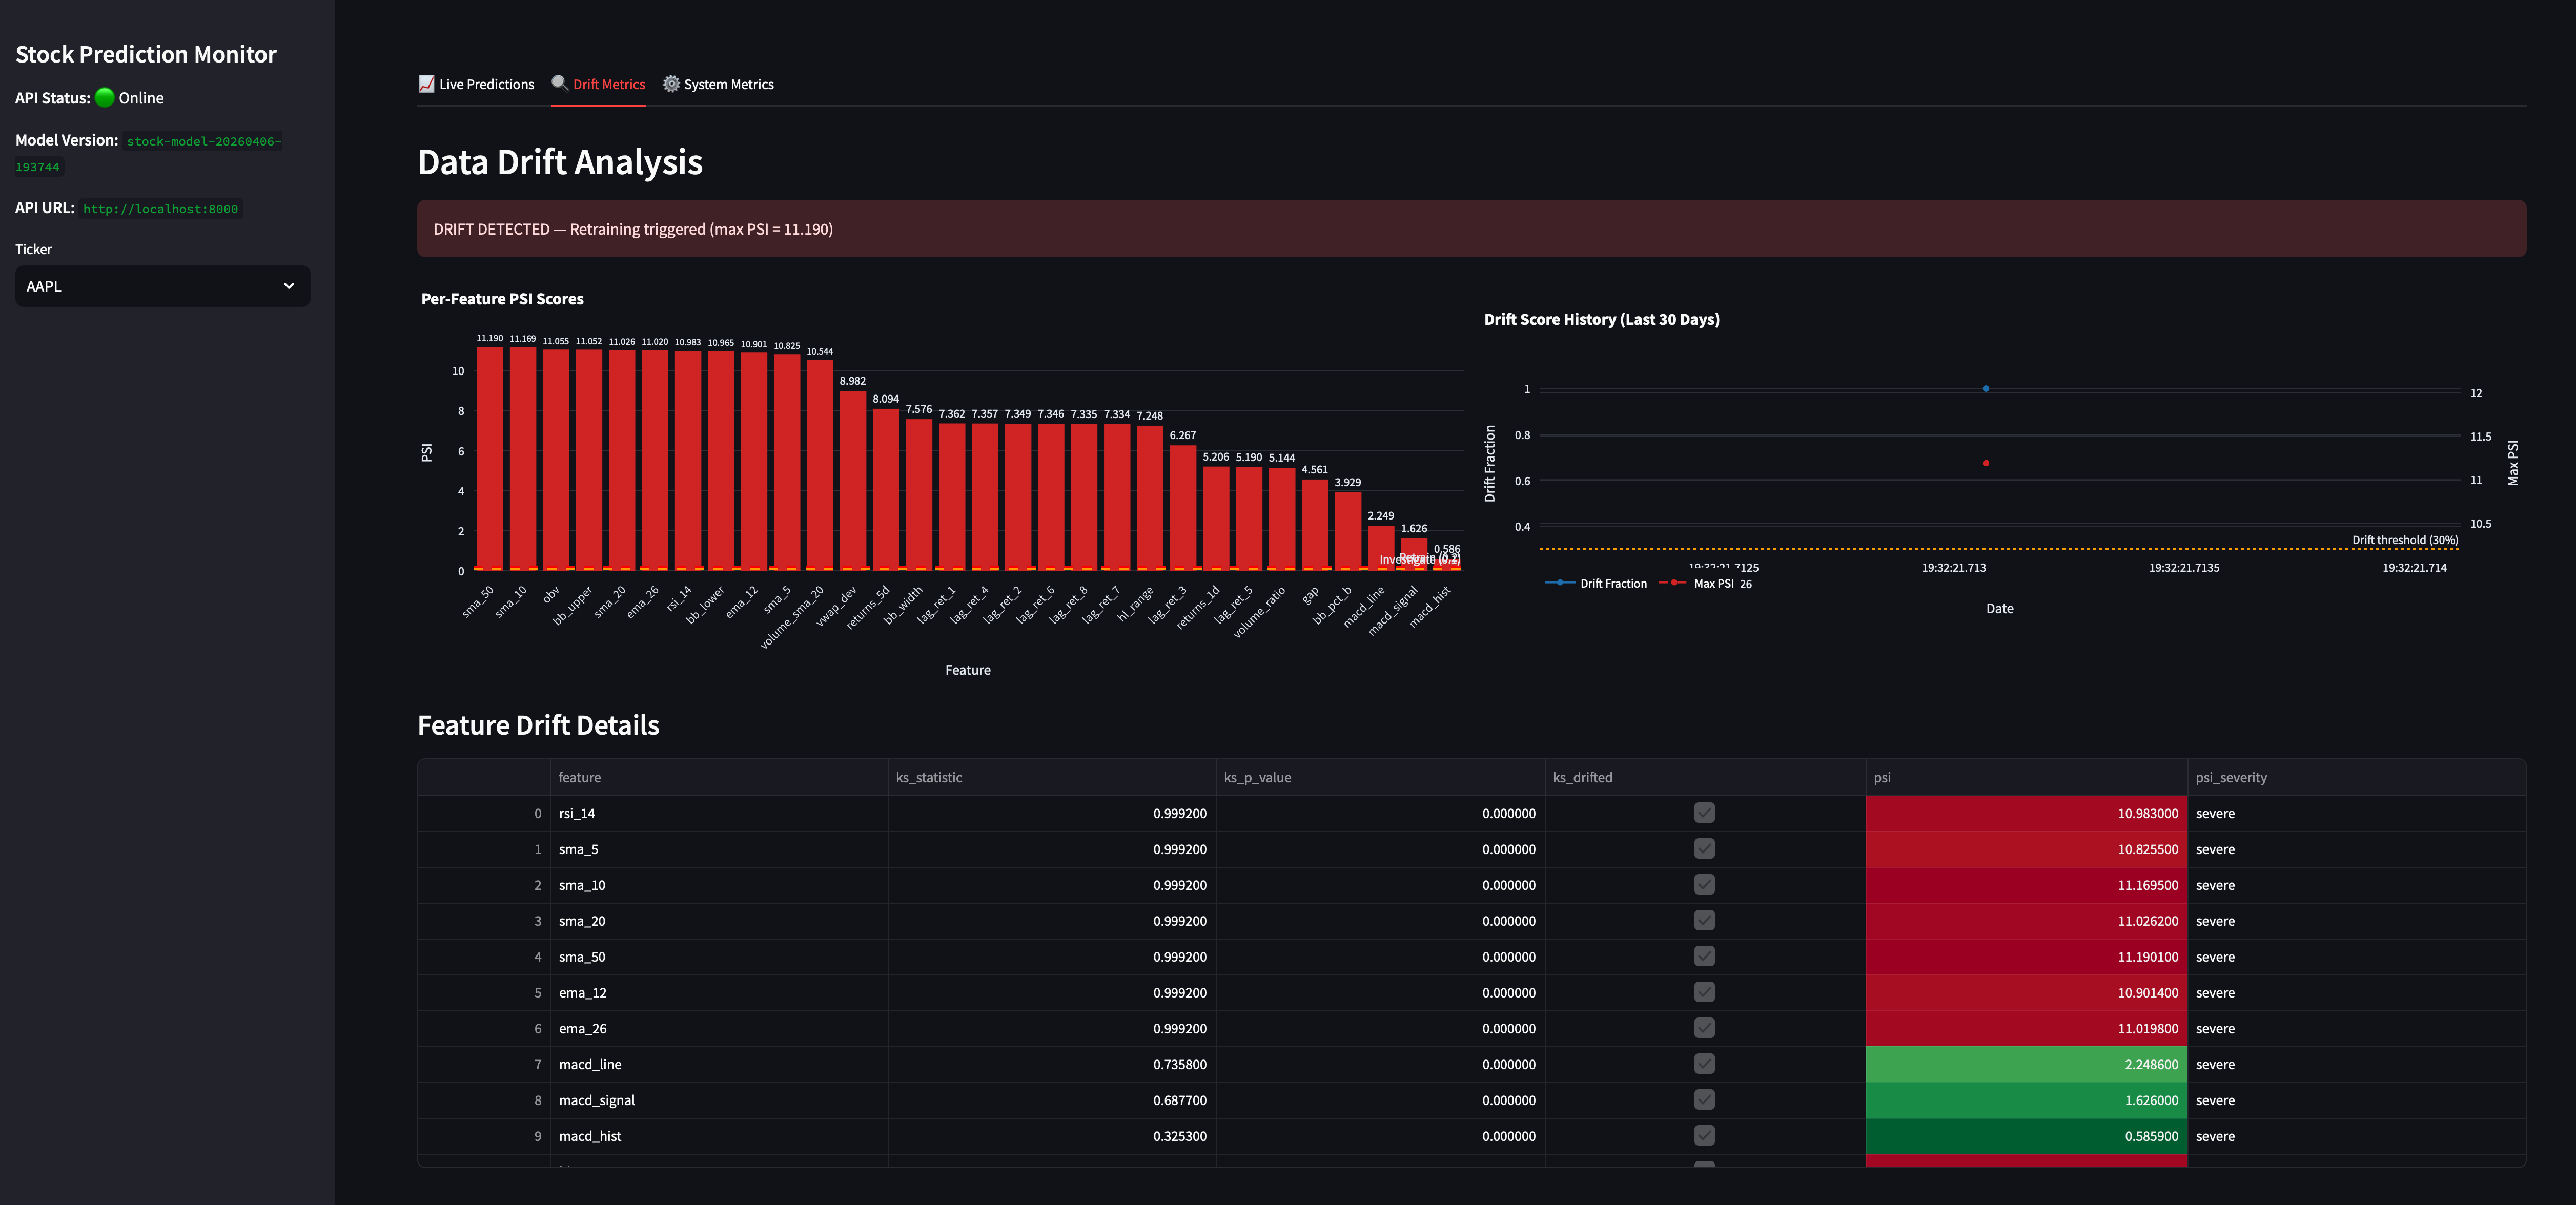 Stock Prediction Monitor
API Status: Online
Model Version: stock-model-20260406-
193744
API URL: http://localhost:8000
Ticker
AAPL
Live Predictions Drift Metrics System Metrics
Data Drift Analysis
DRIFT DETECTED — Retraining triggered (max PSI = 11.190)
Per-Feature PSI Scores
11.190 11.169 11.055 11.052 11.026 11.020 10.983 10.965 10.901 10.825 10.544 8.982 8.094 7.576 7.362 7.357 7.349 7.346 7.335 7.334 7.248 6.267 5.206 5.190 5.144 4.561 3.929 2.249 1.626 0.586
10
8
6
4
2
0
PSI
Investigate (0.1)
sma_50 sma_10 obv bb_upper sma_20 ema_26 rsi_14 bb_lower ema_12 sma_5 volume_sma_20 vwap_dev returns_5d bb_width lag_ret_1 lag_ret_4 lag_ret_2 lag_ret_6 lag_ret_8 lag_ret_7 hl_range lag_ret_3 returns_1d lag_ret_5 volume_ratio gap bb_pct_b macd_line macd_signal macd_hist
Feature
Drift Score History (Last 30 Days)
1
0.8
0.6
0.4
Drift Fraction
12
11.5
11
10.5
Max PSI
Drift threshold (30%)
19:32:21.713 19:32:21.7135 19:32:21.714
Drift Fraction Max PSI 26
Date
Feature Drift Details
feature ks_statistic ks_p_value ks_drifted psi psi_severity
0 rsi_14 0.999200 0.000000 10.983000 severe
1 sma_5 0.999200 0.000000 10.825500 severe
2 sma_10 0.999200 0.000000 11.169500 severe
3 sma_20 0.999200 0.000000 11.026200 severe
4 sma_50 0.999200 0.000000 11.190100 severe
5 ema_12 0.999200 0.000000 10.901400 severe
6 ema_26 0.999200 0.000000 11.019800 severe
7 macd_line 0.735800 0.000000 2.248600 severe
8 macd_signal 0.687700 0.000000 1.626000 severe
9 macd_hist 0.325300 0.000000 0.585900 severe